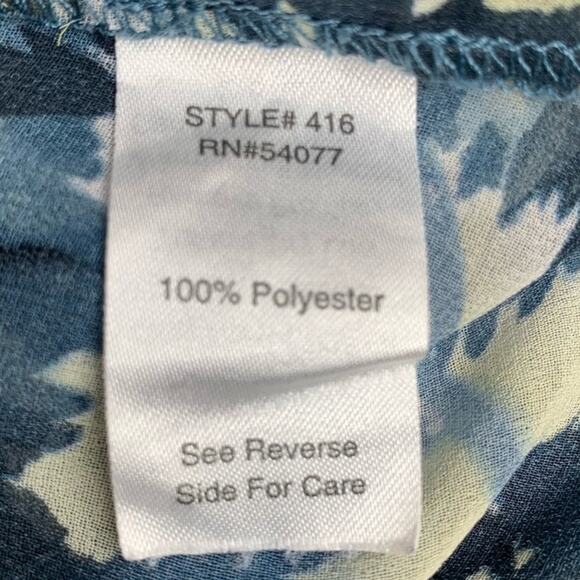 STYLE# 416
RN#54077
100% Polyester
See Reverse
Side For Care